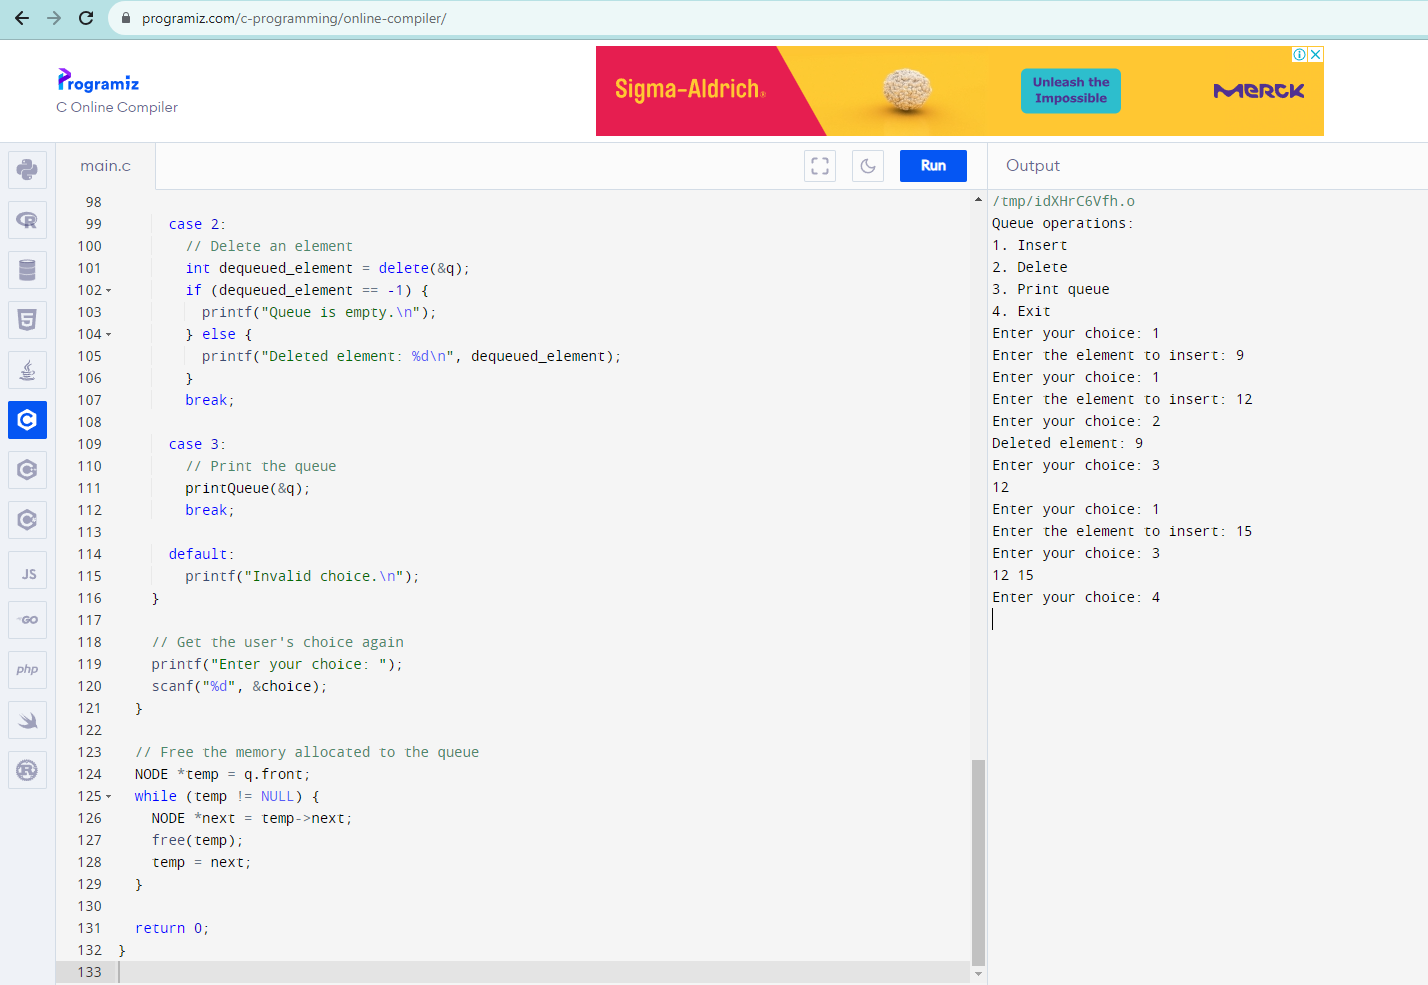 programiz.com/c-programming/online-compiler/
Programiz
C Online Compiler
Sigma-Aldrich®
Unleash the
Impossible
MERCK
main.c
Run
Output
98
99 case 2:
100 // Delete an element
101 int dequeued_element = delete(&q);
102 if (dequeued_element == -1) {
103 printf("Queue is empty.\n");
104 } else {
105 printf("Deleted element: %d\n", dequeued_element);
106 }
107 break;
108
109 case 3:
110 // Print the queue
111 printQueue(&q);
112 break;
113
114 default:
115 printf("Invalid choice.\n");
116 }
117
118 // Get the user's choice again
119 printf("Enter your choice: ");
120 scanf("%d", &choice);
121 }
122
123 // Free the memory allocated to the queue
124 NODE *temp = q.front;
125 while (temp != NULL) {
126 NODE *next = temp->next;
127 free(temp);
128 temp = next;
129 }
130
131 return 0;
132 }
133
/tmp/idXHrC6Vfh.o
Queue operations:
1. Insert
2. Delete
3. Print queue
4. Exit
Enter your choice: 1
Enter the element to insert: 9
Enter your choice: 1
Enter the element to insert: 12
Enter your choice: 2
Deleted element: 9
Enter your choice: 3
12
Enter your choice: 1
Enter the element to insert: 15
Enter your choice: 3
12 15
Enter your choice: 4
R
5
C
C
C
JS
GO
php
R